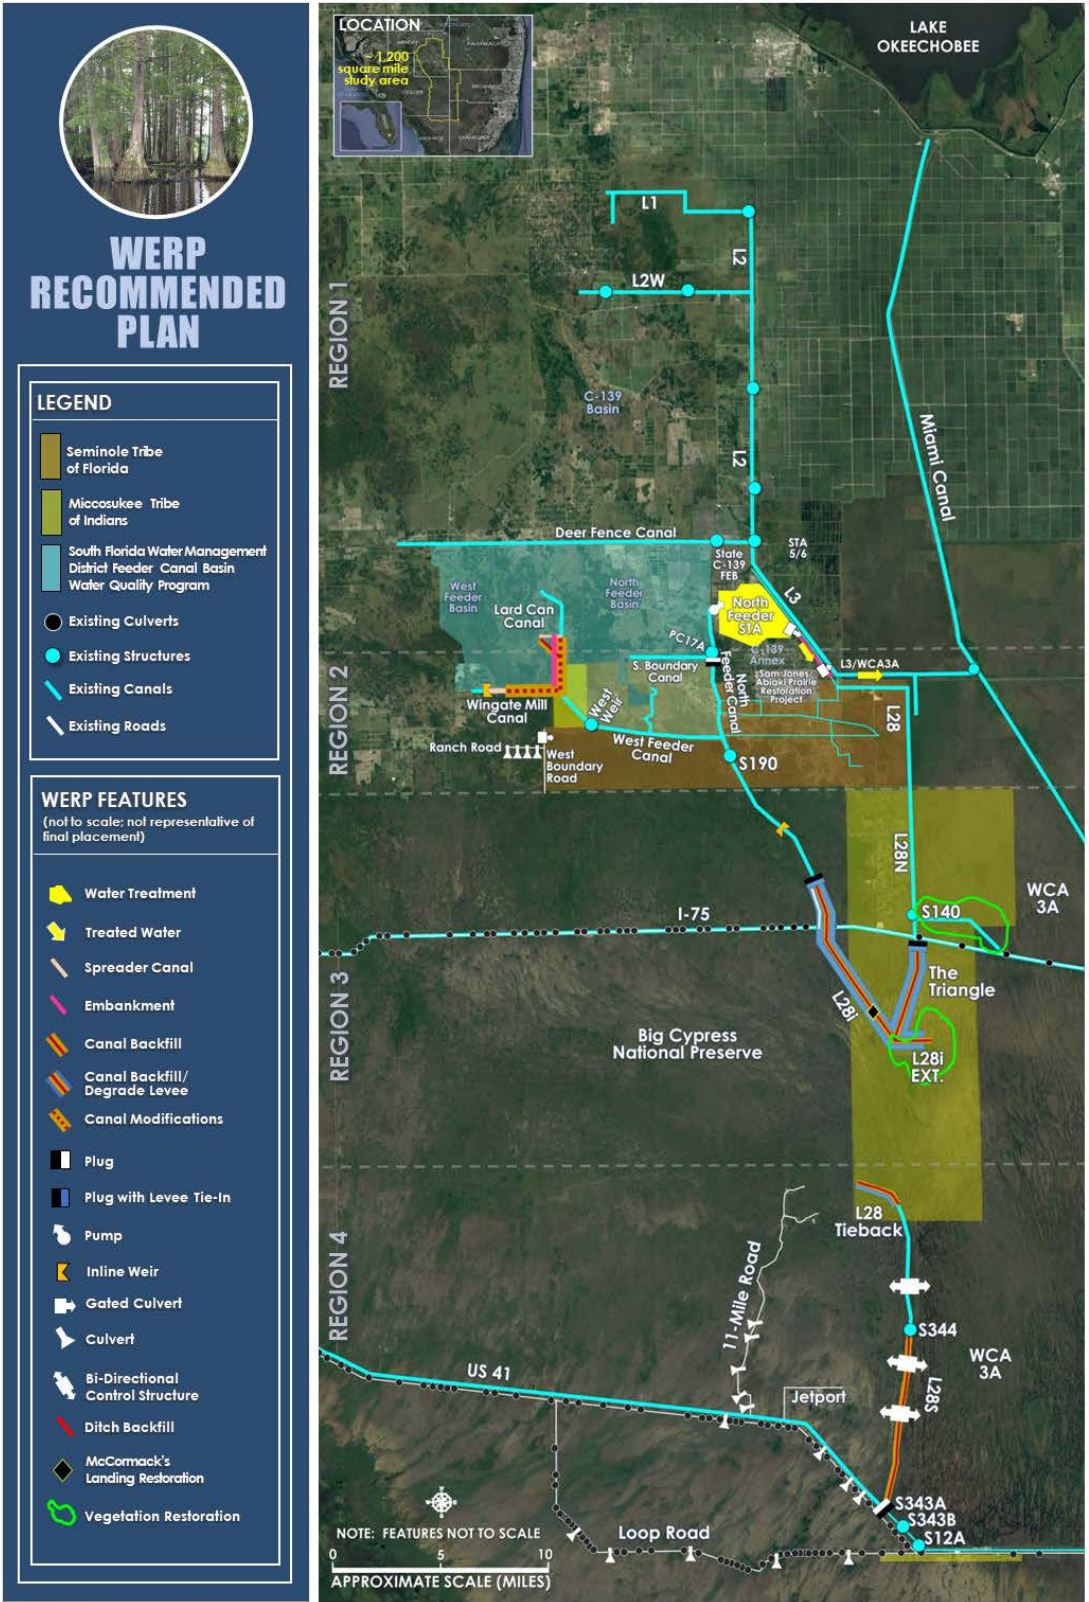 WERP
RECOMMENDED
PLAN
LEGEND
Seminole Tribe
of Florida
Miccosukee Tribe
of Indians
South Florida Water Management
District Feeder Canal Basin
Water Quality Program
Existing Culverts
Existing Structures
Existing Canals
Existing Roads
WERP FEATURES
(not to scale; not representative of
final placement)
Water Treatment
Treated Water
Spreader Canal
Embankment
Canal Backfill
Canal Backfill/
Degrade Levee
Canal Modifications
Plug
Plug with Levee Tie-In
Pump
Inline Weir
Gated Culvert
Culvert
Bi-Directional
Control Structure
Ditch Backfill
McCormack's
Landing Restoration
Vegetation Restoration
LOCATION
~1,200
square mile
study area
HENDRY
PALM BEACH
COLLIER
BROWARD
MONROE
LAKE
OKEECHOBEE
REGION 1
L1
L2
L2W
C-139
Basin
L2
Miami Canal
Deer Fence Canal
STA
5/6
State
C-139
FEB
West
Feeder
Basin
North
Feeder
Basin
Lard Can
Canal
North
Feeder
STA
L3
PC17A
C-139
Annex
L3/WCA3A
REGION 2
S. Boundary
Canal
North
Feeder Canal
Sam Jones/
Abiaki Prairie
Restoration
Project
Wingate Mill
Canal
West
Weir
L28
Ranch Road
West
Boundary
Road
West Feeder
Canal
S190
L28N
WCA
3A
S140
I-75
REGION 3
The
Triangle
L28i
Big Cypress
National Preserve
L28i
EXT.
REGION 4
L28
Tieback
11-Mile Road
S344
WCA
3A
US 41
L28S
Jetport
S343A
S343B
S12A
Loop Road
NOTE: FEATURES NOT TO SCALE
0 5 10
APPROXIMATE SCALE (MILES)